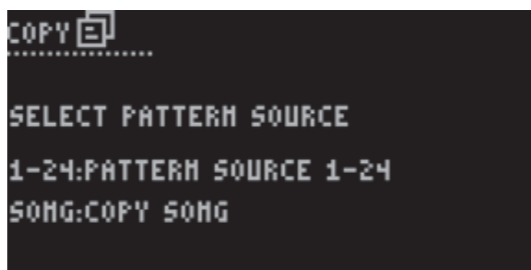 COPY
SELECT PATTERN SOURCE
1-24:PATTERN SOURCE 1-24
SONG:COPY SONG